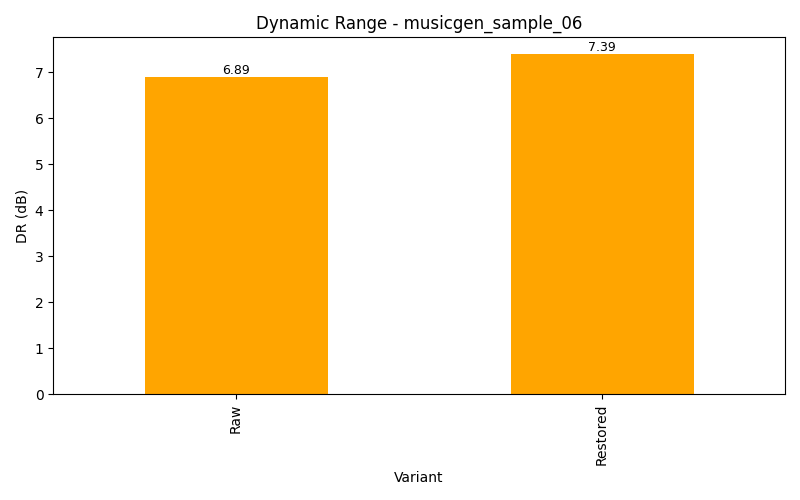 Dynamic Range - musicgen_sample_06
6.89
7.39
7
6
5
4
3
2
1
0
DR (dB)
Raw
Restored
Variant